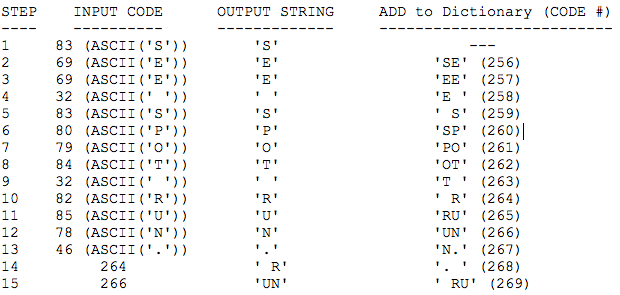 STEP INPUT CODE OUTPUT STRING ADD to Dictionary (CODE #)
---- ---------- ------------- --------------------------
1 83 (ASCII('S')) 'S' ---
2 69 (ASCII('E')) 'E' 'SE' (256)
3 69 (ASCII('E')) 'E' 'EE' (257)
4 32 (ASCII(' ')) ' ' 'E ' (258)
5 83 (ASCII('S')) 'S' ' S' (259)
6 80 (ASCII('P')) 'P' 'SP' (260)
7 79 (ASCII('O')) 'O' 'PO' (261)
8 84 (ASCII('T')) 'T' 'OT' (262)
9 32 (ASCII(' ')) ' ' 'T ' (263)
10 82 (ASCII('R')) 'R' ' R' (264)
11 85 (ASCII('U')) 'U' 'RU' (265)
12 78 (ASCII('N')) 'N' 'UN' (266)
13 46 (ASCII('.')) '.' 'N.' (267)
14 264 ' R' '. ' (268)
15 266 'UN' ' RU' (269)